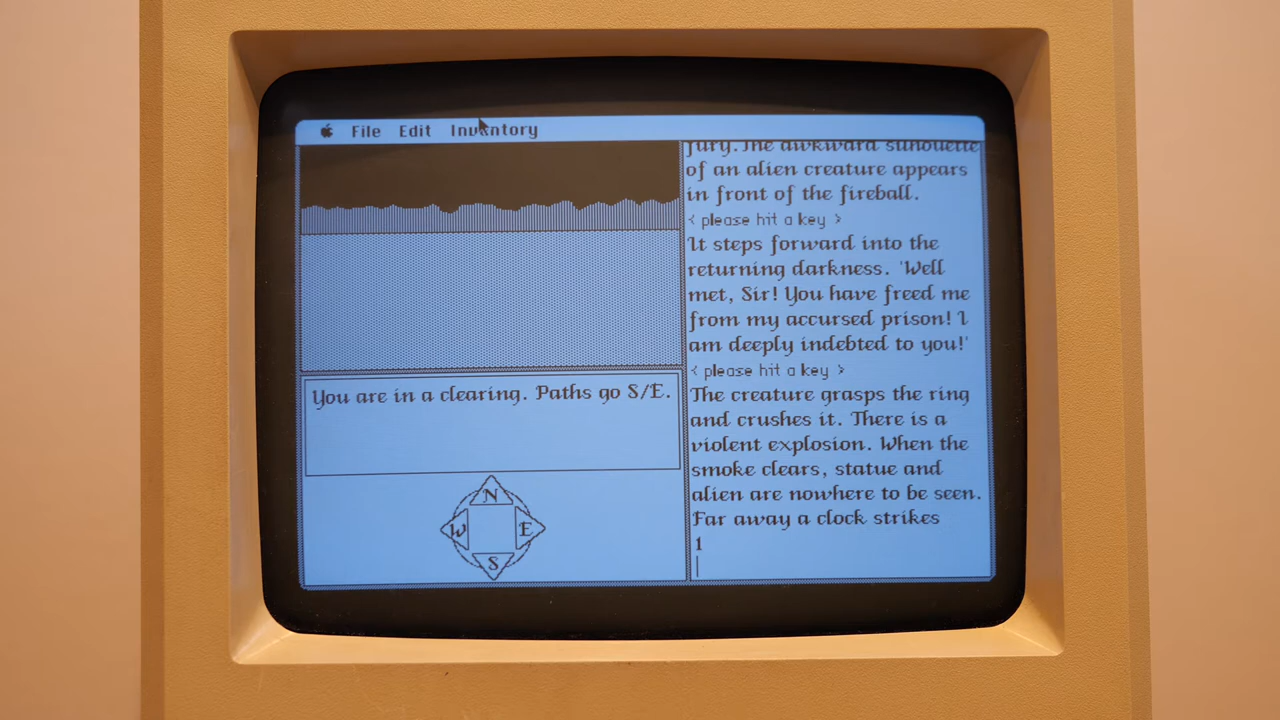 File Edit Inventory
You are in a clearing. Paths go S/E.
N
W E
S
fury. The awkward silhouette
of an alien creature appears
in front of the fireball.
< please hit a key >
It steps forward into the
returning darkness. 'Well
met, Sir! You have freed me
from my accursed prison! I
am deeply indebted to you!'
< please hit a key >
The creature grasps the ring
and crushes it. There is a
violent explosion. When the
smoke clears, statue and
alien are nowhere to be seen.
Far away a clock strikes
1